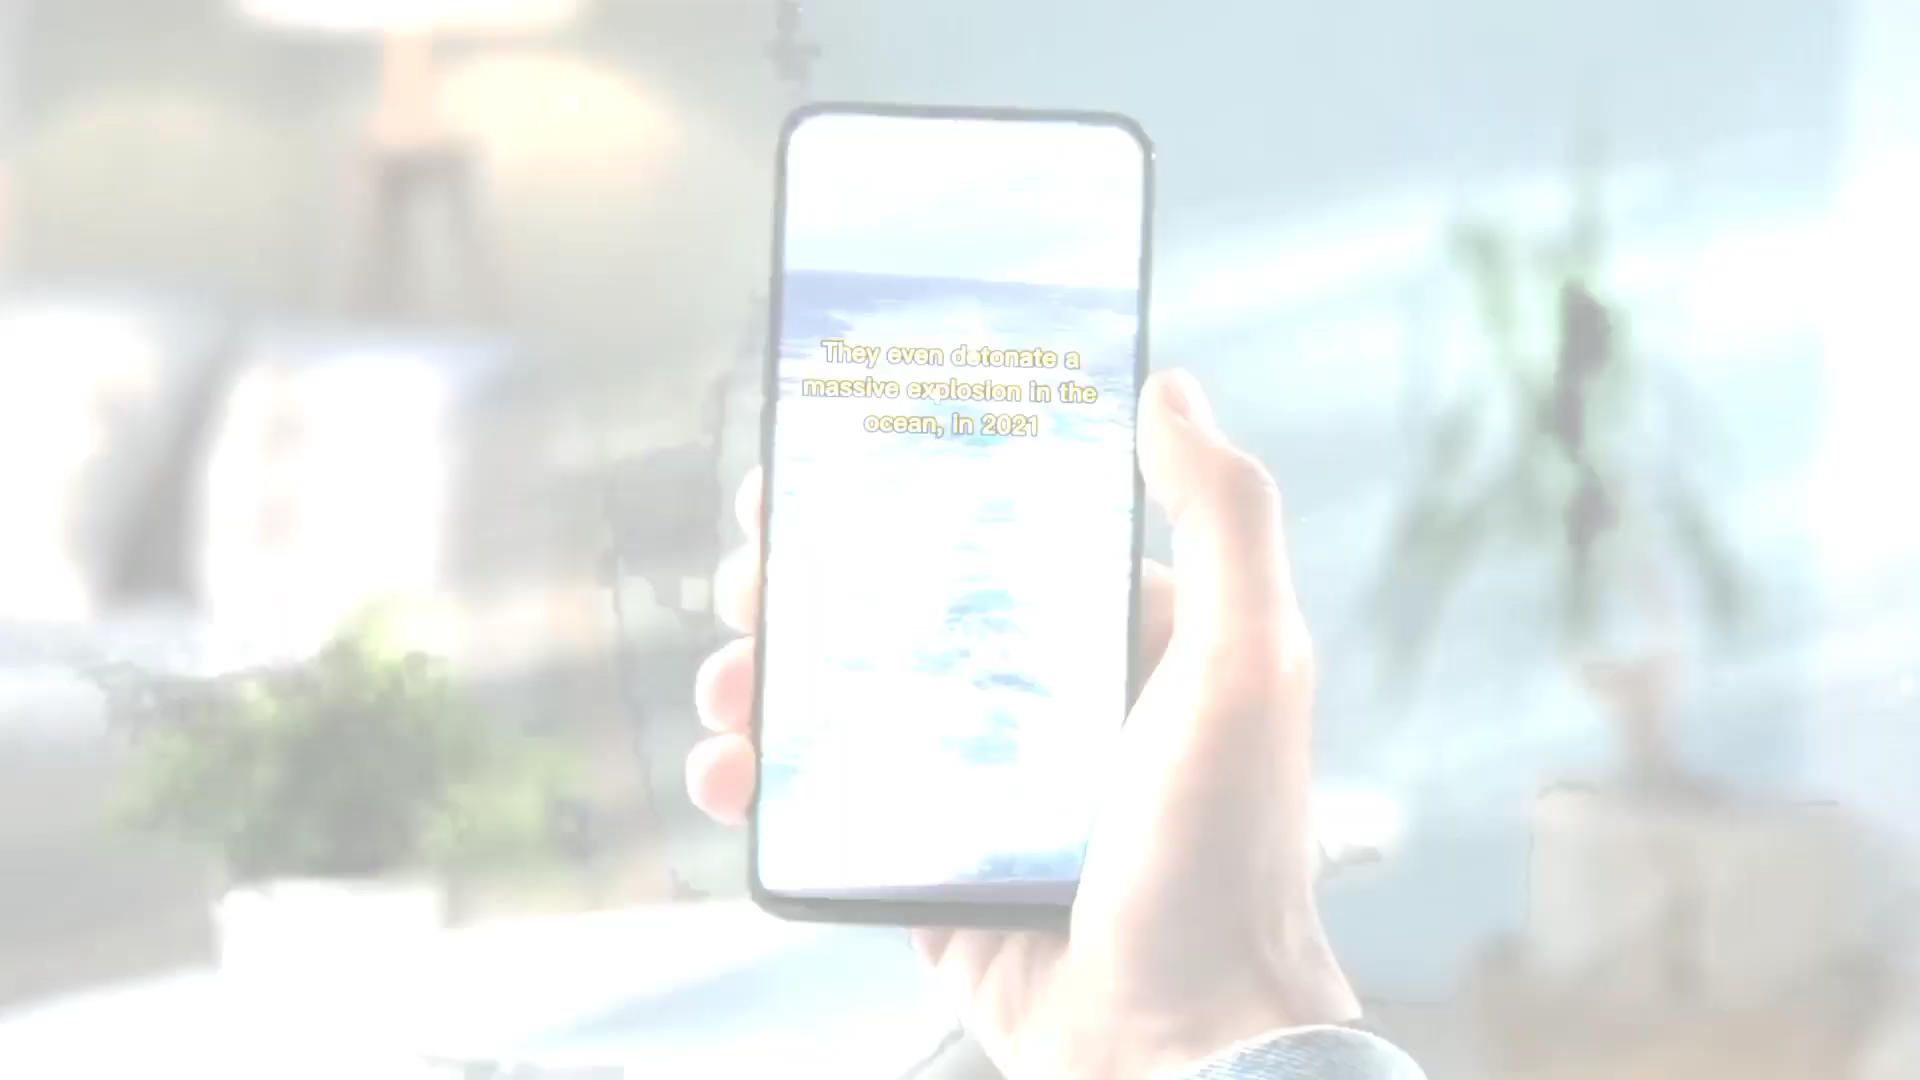 They even detonate a
massive explosion in the
ocean, in 2021